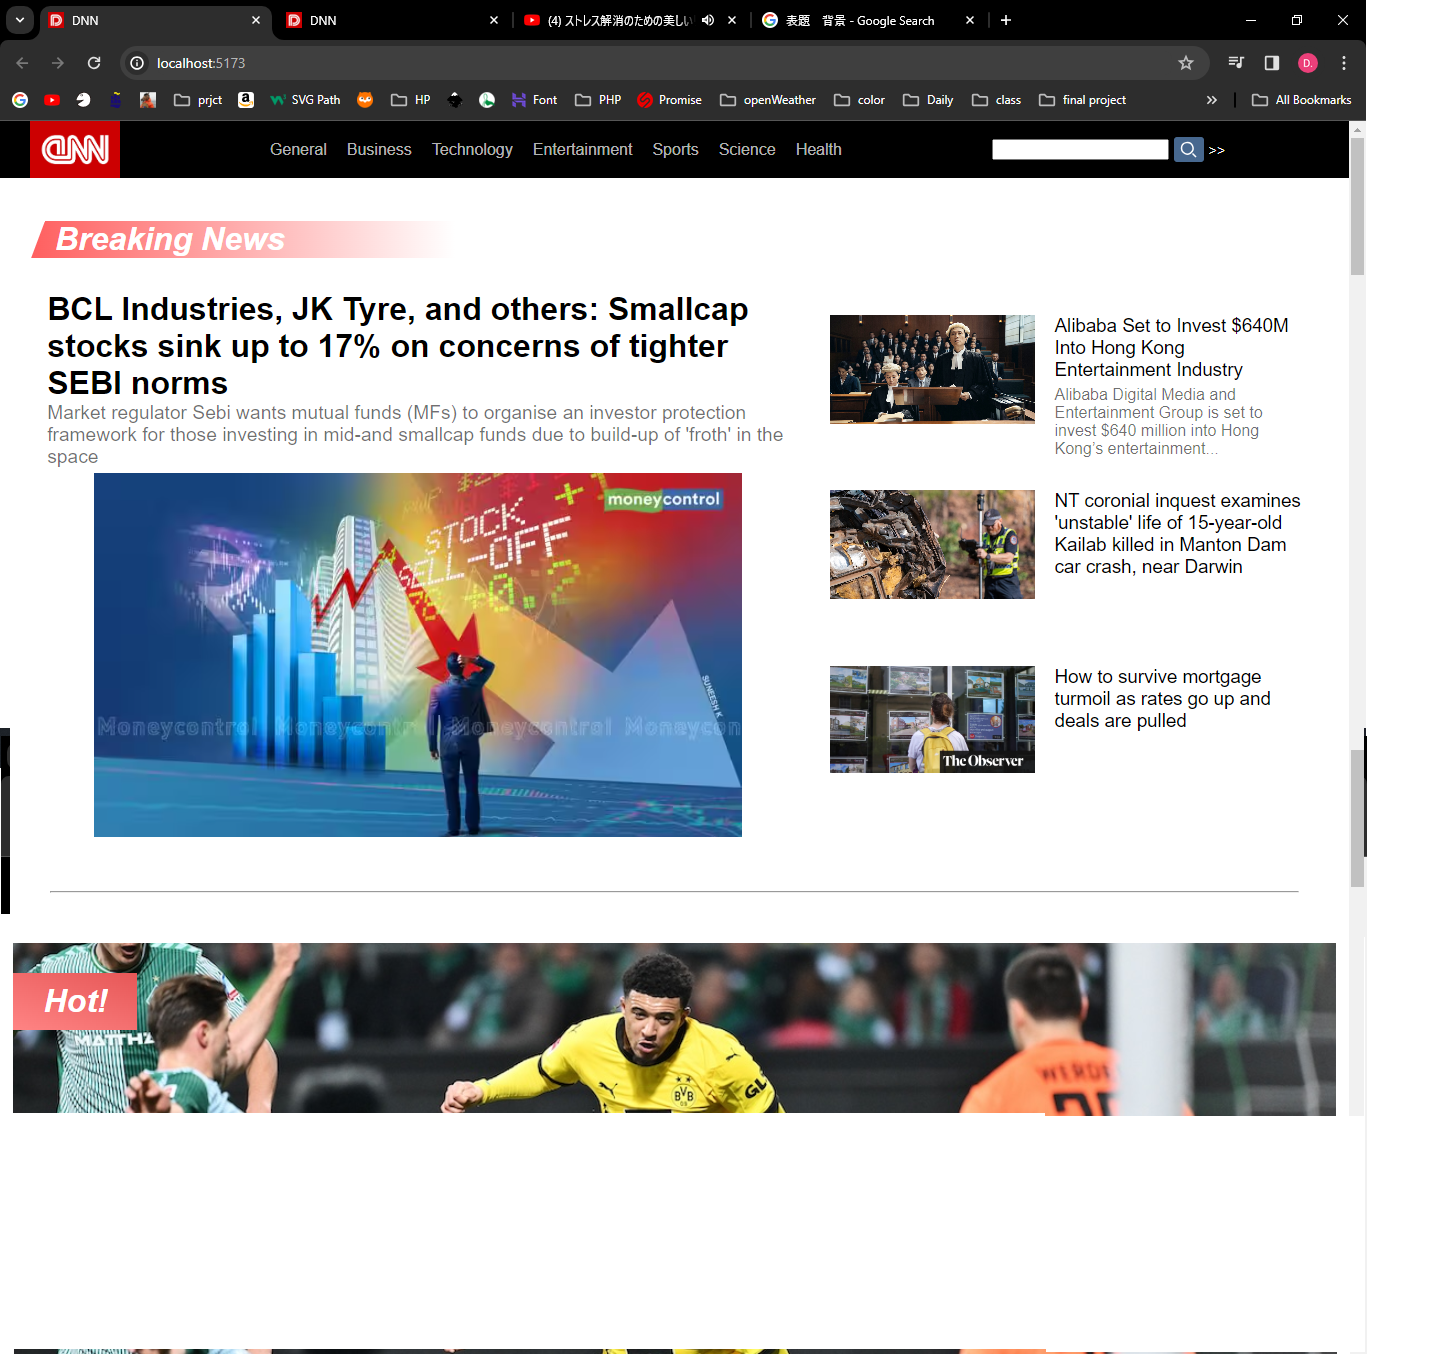 DNN
DNN
(4) ストレス解消のための美しい
表題　背景 - Google Search
localhost:5173
D.
prjct
SVG Path
HP
Font
PHP
Promise
openWeather
color
Daily
class
final project
All Bookmarks
DNN
General Business Technology Entertainment Sports Science Health
>>
Breaking News
BCL Industries, JK Tyre, and others: Smallcap
stocks sink up to 17% on concerns of tighter
SEBI norms
Market regulator Sebi wants mutual funds (MFs) to organise an investor protection
framework for those investing in mid-and smallcap funds due to build-up of 'froth' in the
space
moneycontrol
STOCK
SELL-OFF
SUNEESH K
Moneycontrol Moneycontrol Moneycon
Alibaba Set to Invest $640M
Into Hong Kong
Entertainment Industry
Alibaba Digital Media and
Entertainment Group is set to
invest $640 million into Hong
Kong’s entertainment...
NT coronial inquest examines
'unstable' life of 15-year-old
Kailab killed in Manton Dam
car crash, near Darwin
How to survive mortgage
turmoil as rates go up and
deals are pulled
The Observer
Hot!
MATTHÄ
BVB
09
GL
WERDE